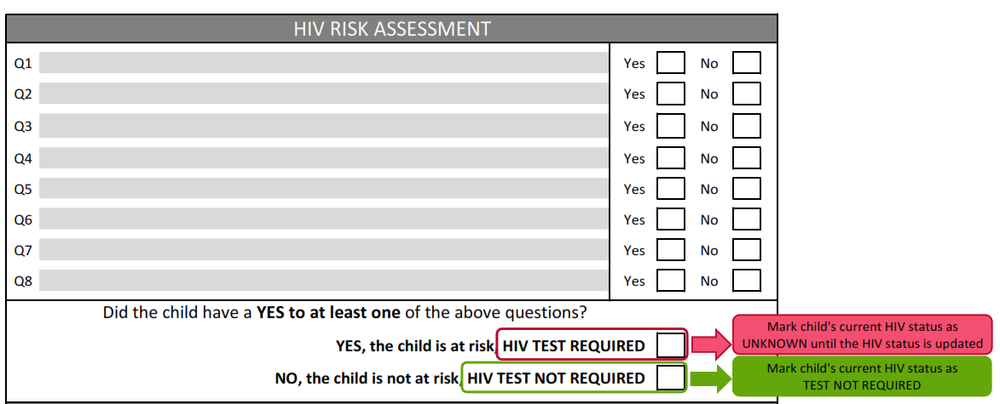 HIV RISK ASSESSMENT
Q1 Yes No
Q2 Yes No
Q3 Yes No
Q4 Yes No
Q5 Yes No
Q6 Yes No
Q7 Yes No
Q8 Yes No
Did the child have a YES to at least one of the above questions?
YES, the child is at risk, HIV TEST REQUIRED
Mark child's current HIV status as
UNKNOWN until the HIV status is updated
NO, the child is not at risk, HIV TEST NOT REQUIRED
Mark child's current HIV status as
TEST NOT REQUIRED